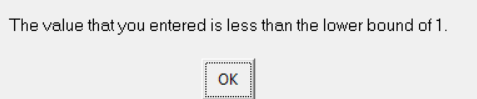 The value that you entered is less than the lower bound of 1.
OK